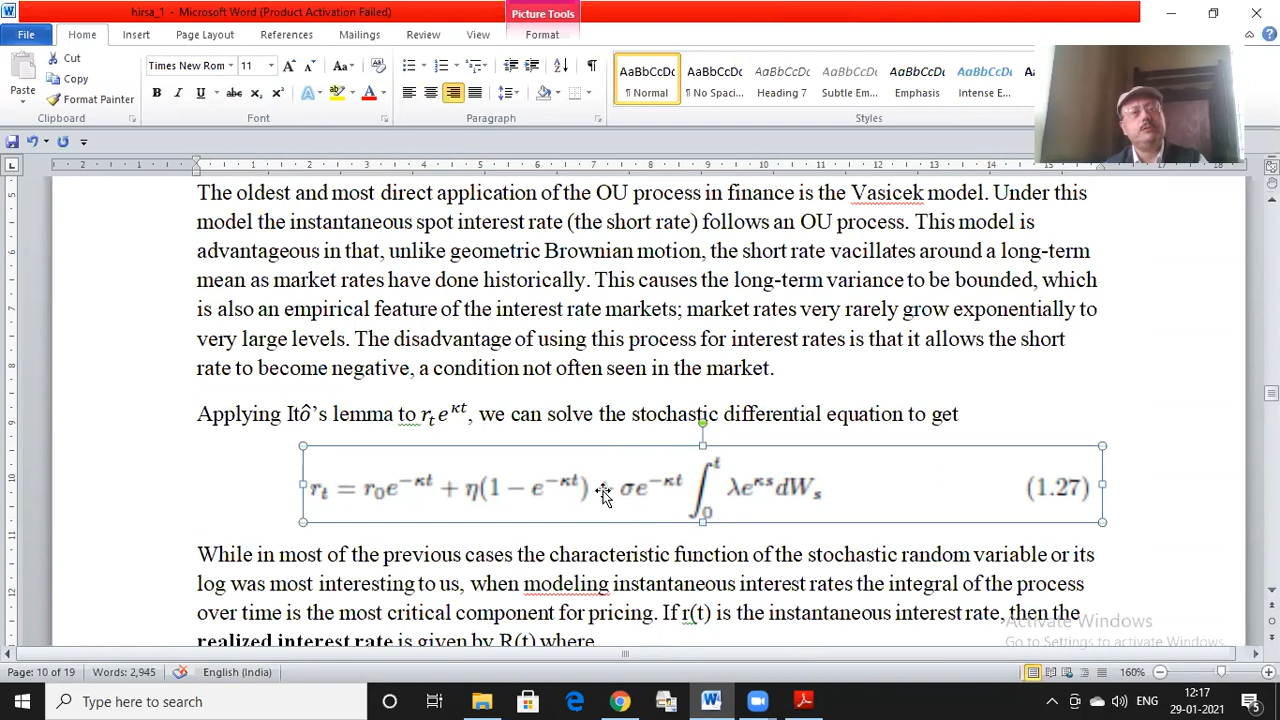 hirsa_1 - Microsoft Word (Product Activation Failed)
Picture Tools
File Home Insert Page Layout References Mailings Review View Format
Cut
Copy
Format Painter
Paste
Clipboard
Times New Rom 11
Font
Paragraph
AaBbCcDc AaBbCcDc AaBbCcDc AaBbCcDc AaBbCcDc AaBbCcDc
¶ Normal ¶ No Spaci... Heading 7 Subtle Em... Emphasis Intense E...
Styles
The oldest and most direct application of the OU process in finance is the Vasicek model. Under this
model the instantaneous spot interest rate (the short rate) follows an OU process. This model is
advantageous in that, unlike geometric Brownian motion, the short rate vacillates around a long-term
mean as market rates have done historically. This causes the long-term variance to be bounded, which
is also an empirical feature of the interest rate markets; market rates very rarely grow exponentially to
very large levels. The disadvantage of using this process for interest rates is that it allows the short
rate to become negative, a condition not often seen in the market.
Applying Itô's lemma to r_t e^{κt}, we can solve the stochastic differential equation to get
r_t = r_0 e^{-κt} + η(1 − e^{-κt}) + σe^{-κt} ∫_0^t λe^{κs} dW_s (1.27)
While in most of the previous cases the characteristic function of the stochastic random variable or its
log was most interesting to us, when modeling instantaneous interest rates the integral of the process
over time is the most critical component for pricing. If r(t) is the instantaneous interest rate, then the
realized interest rate is given by R(t) where
Activate Windows
Go to Settings to activate Windows.
Page: 10 of 19 Words: 2,945 English (India) 160%
Type here to search
ENG
12:17
29-01-2021
5